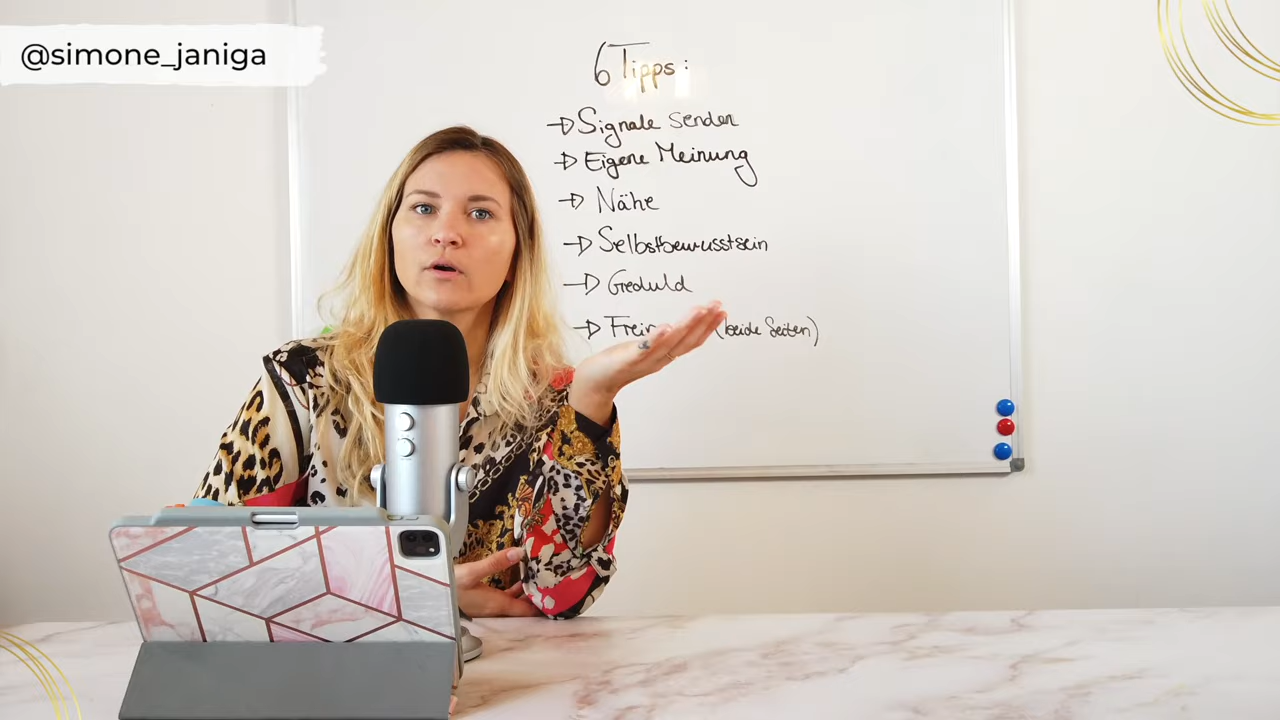 @simone_janiga
6 Tipps:
→ Signale senden
→ Eigene Meinung
→ Nähe
→ Selbstbewusstsein
→ Geduld
→ (beide Seiten)